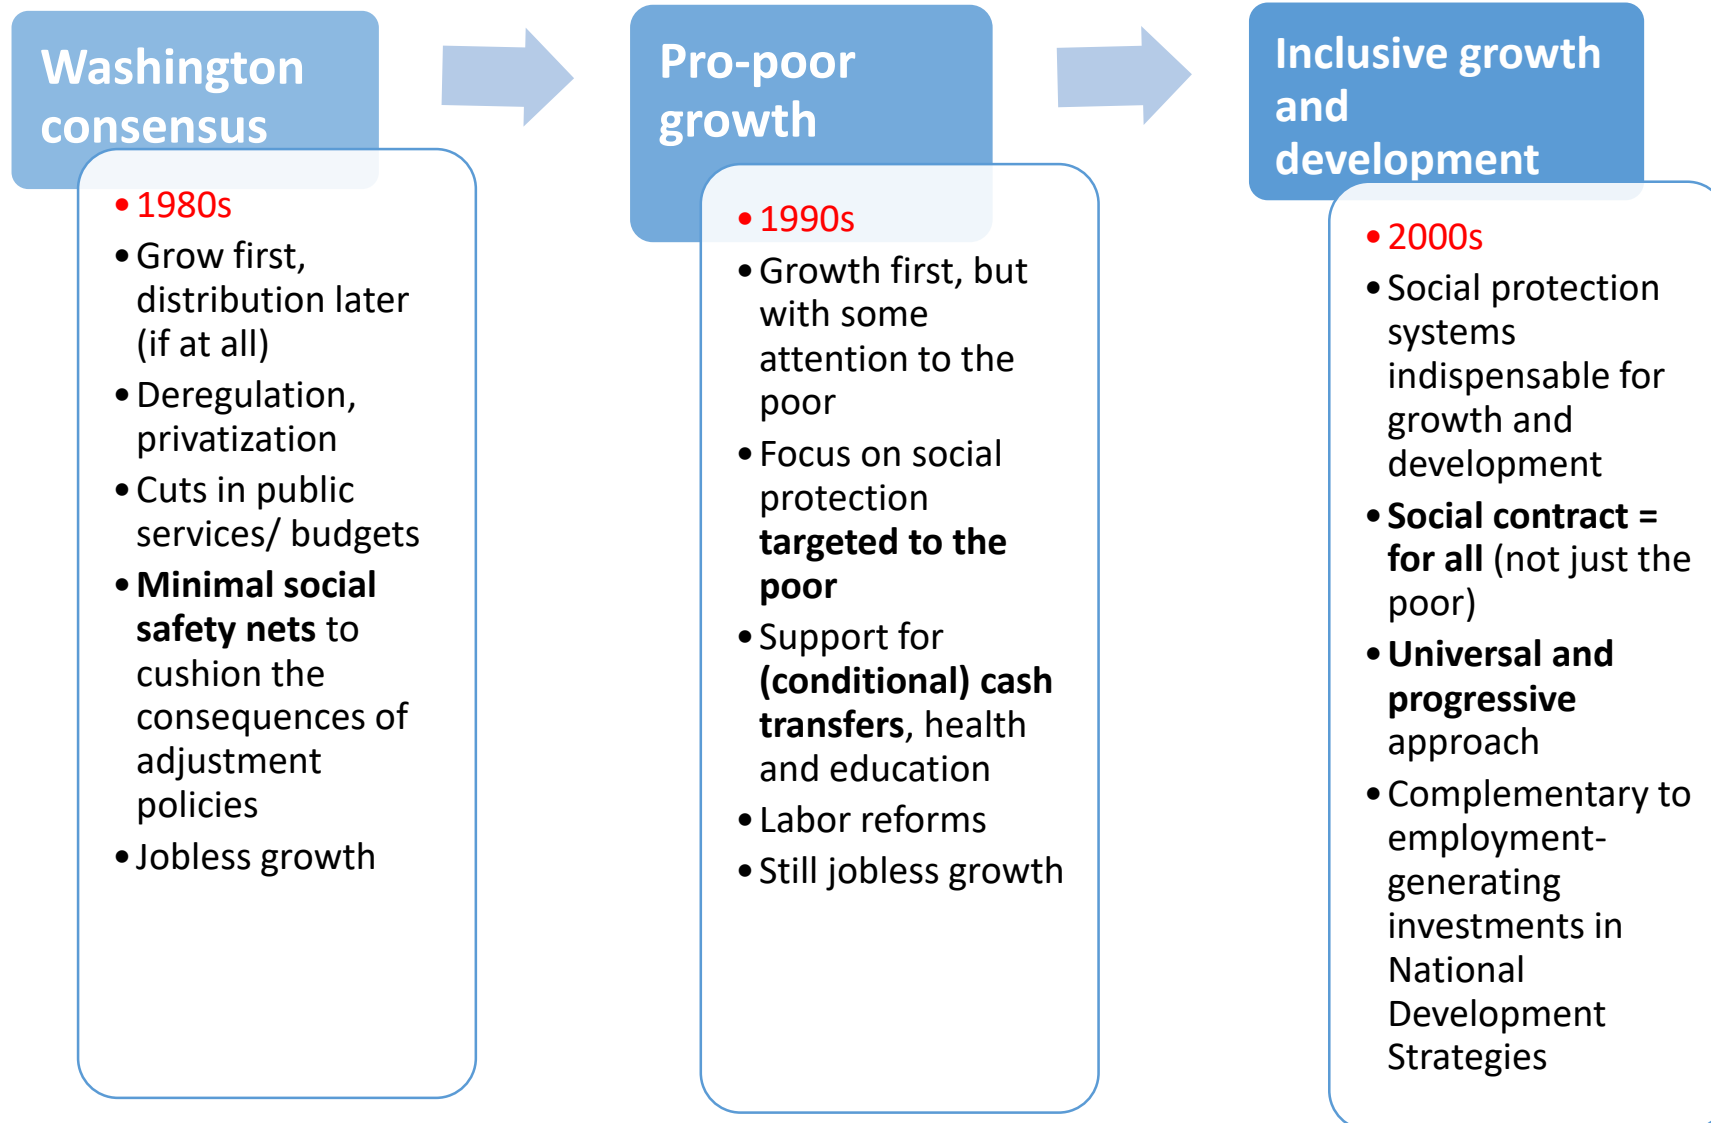 Washington
consensus
• 1980s
• Grow first,
distribution later
(if at all)
• Deregulation,
privatization
• Cuts in public
services/ budgets
• Minimal social
safety nets to
cushion the
consequences of
adjustment
policies
• Jobless growth
Pro-poor
growth
• 1990s
• Growth first, but
with some
attention to the
poor
• Focus on social
protection
targeted to the
poor
• Support for
(conditional) cash
transfers, health
and education
• Labor reforms
• Still jobless growth
Inclusive growth
and
development
• 2000s
• Social protection
systems
indispensable for
growth and
development
• Social contract =
for all (not just the
poor)
• Universal and
progressive
approach
• Complementary to
employment-
generating
investments in
National
Development
Strategies